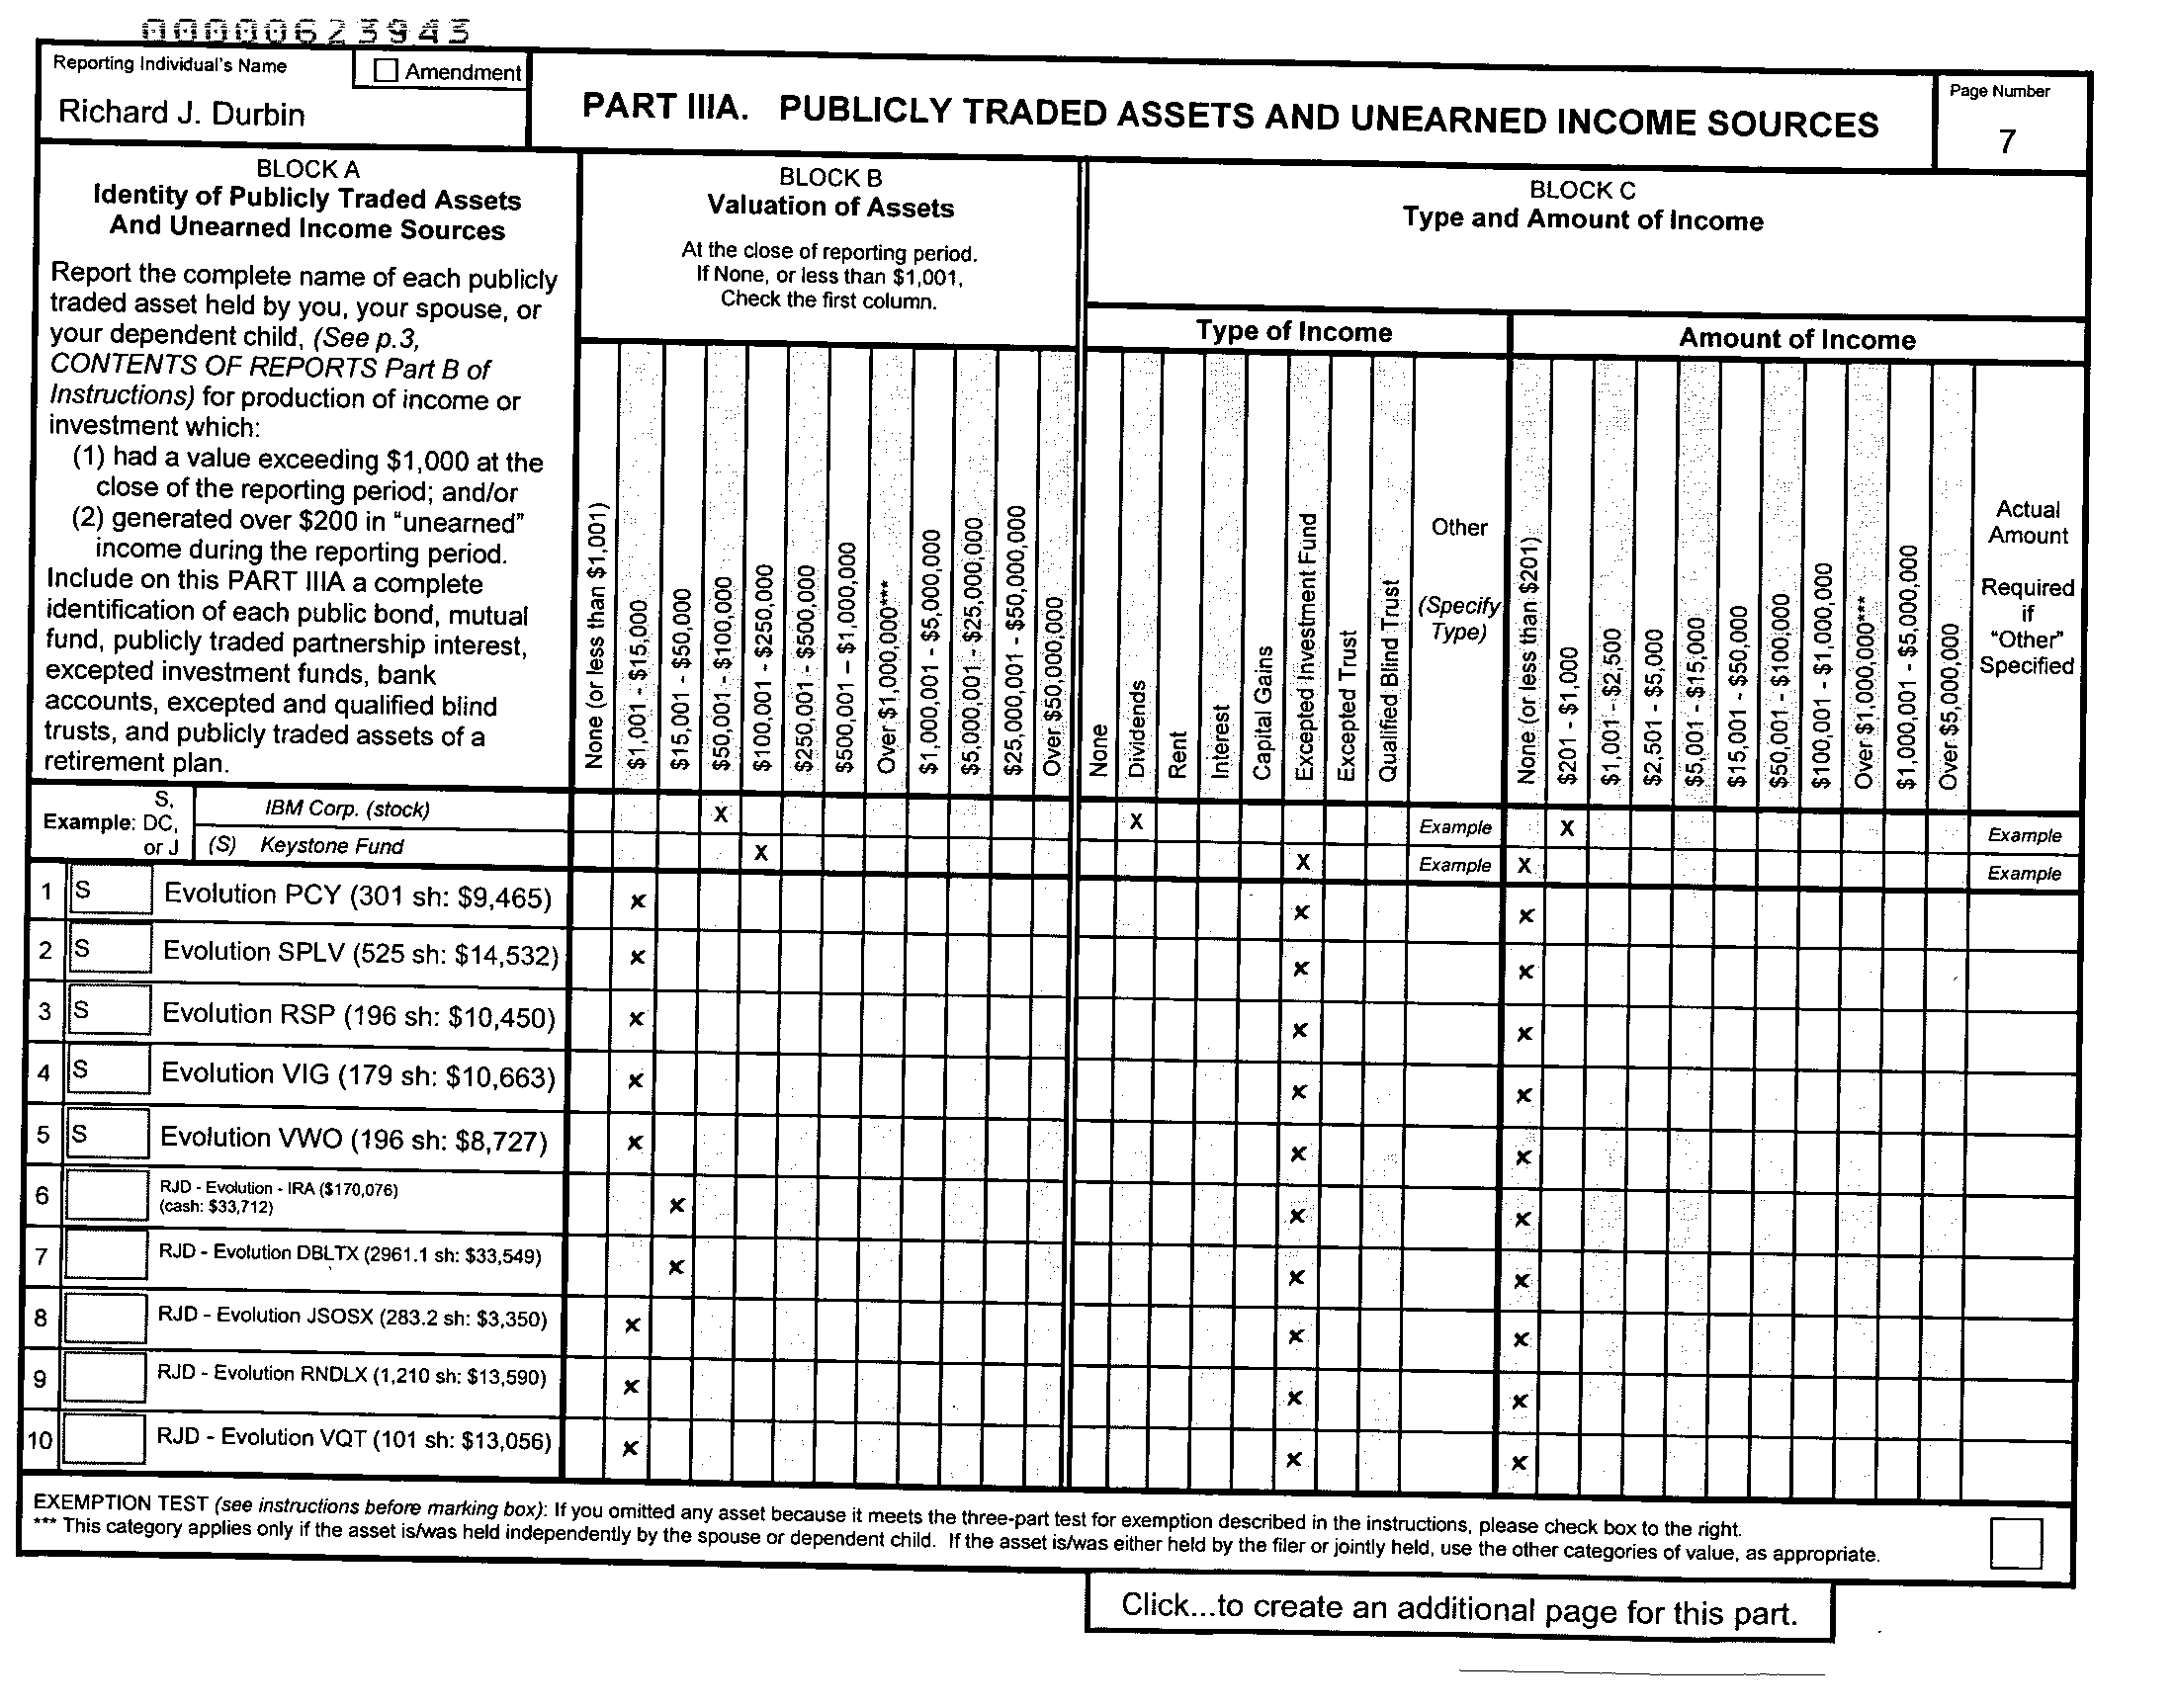 00000623943
Reporting Individual's Name
Amendment
Richard J. Durbin
PART IIIA. PUBLICLY TRADED ASSETS AND UNEARNED INCOME SOURCES
Page Number
7
BLOCK A
Identity of Publicly Traded Assets
And Unearned Income Sources
Report the complete name of each publicly
traded asset held by you, your spouse, or
your dependent child, (See p.3,
CONTENTS OF REPORTS Part B of
Instructions) for production of income or
investment which:
(1) had a value exceeding $1,000 at the
close of the reporting period; and/or
(2) generated over $200 in "unearned"
income during the reporting period.
Include on this PART IIIA a complete
identification of each public bond, mutual
fund, publicly traded partnership interest,
excepted investment funds, bank
accounts, excepted and qualified blind
trusts, and publicly traded assets of a
retirement plan.
BLOCK B
Valuation of Assets
At the close of reporting period.
If None, or less than $1,001,
Check the first column.
None (or less than $1,001)
$1,001 - $15,000
$15,001 - $50,000
$50,001 - $100,000
$100,001 - $250,000
$250,001 - $500,000
$500,001 - $1,000,000
Over $1,000,000***
$1,000,001 - $5,000,000
$5,000,001 - $25,000,000
$25,000,001 - $50,000,000
Over $50,000,000
BLOCK C
Type and Amount of Income
Type of Income
None
Dividends
Rent
Interest
Capital Gains
Excepted Investment Fund
Excepted Trust
Qualified Blind Trust
Other
(Specify
Type)
Amount of Income
None (or less than $201)
$201 - $1,000
$1,001 - $2,500
$2,501 - $5,000
$5,001 - $15,000
$15,001 - $50,000
$50,001 - $100,000
$100,001 - $1,000,000
Over $1,000,000***
$1,000,001 - $5,000,000
Over $5,000,000
Actual
Amount
Required
if
"Other"
Specified
Example: S, DC, or J
IBM Corp. (stock) X X Example X Example
(S) Keystone Fund X X Example X Example
1 S Evolution PCY (301 sh: $9,465) x x x
2 S Evolution SPLV (525 sh: $14,532) x x x
3 S Evolution RSP (196 sh: $10,450) x x x
4 S Evolution VIG (179 sh: $10,663) x x x
5 S Evolution VWO (196 sh: $8,727) x x x
6 RJD - Evolution - IRA ($170,076)
(cash: $33,712) x x x
7 RJD - Evolution DBLTX (2961.1 sh: $33,549) x x x
8 RJD - Evolution JSOSX (283.2 sh: $3,350) x x x
9 RJD - Evolution RNDLX (1,210 sh: $13,590) x x x
10 RJD - Evolution VQT (101 sh: $13,056) x x x
EXEMPTION TEST (see instructions before marking box): If you omitted any asset because it meets the three-part test for exemption described in the instructions, please check box to the right.
*** This category applies only if the asset is/was held independently by the spouse or dependent child. If the asset is/was either held by the filer or jointly held, use the other categories of value, as appropriate.
Click...to create an additional page for this part.